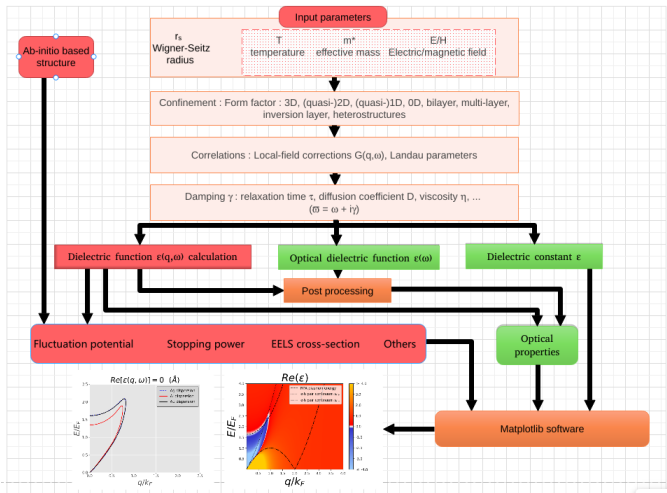 Input parameters
Ab-initio based
structure
rs
Wigner-Seitz
radius
T
temperature
m*
effective mass
E/H
Electric/magnetic field
Confinement : Form factor : 3D, (quasi-)2D, (quasi-)1D, 0D, bilayer, multi-layer,
inversion layer, heterostructures
Correlations : Local-field corrections G(q,ω), Landau parameters
Damping γ : relaxation time τ, diffusion coefficient D, viscosity η, ...
(ϖ = ω + iγ)
Dielectric function ε(q,ω) calculation
Optical dielectric function ε(ω)
Dielectric constant ε
Post processing
Fluctuation potential
Stopping power
EELS cross-section
Others
Optical
properties
Matplotlib software
Re[ε(q, ω)]=0 (Å)
E/EF
q/kF
Re(ε)
E/EF
q/kF